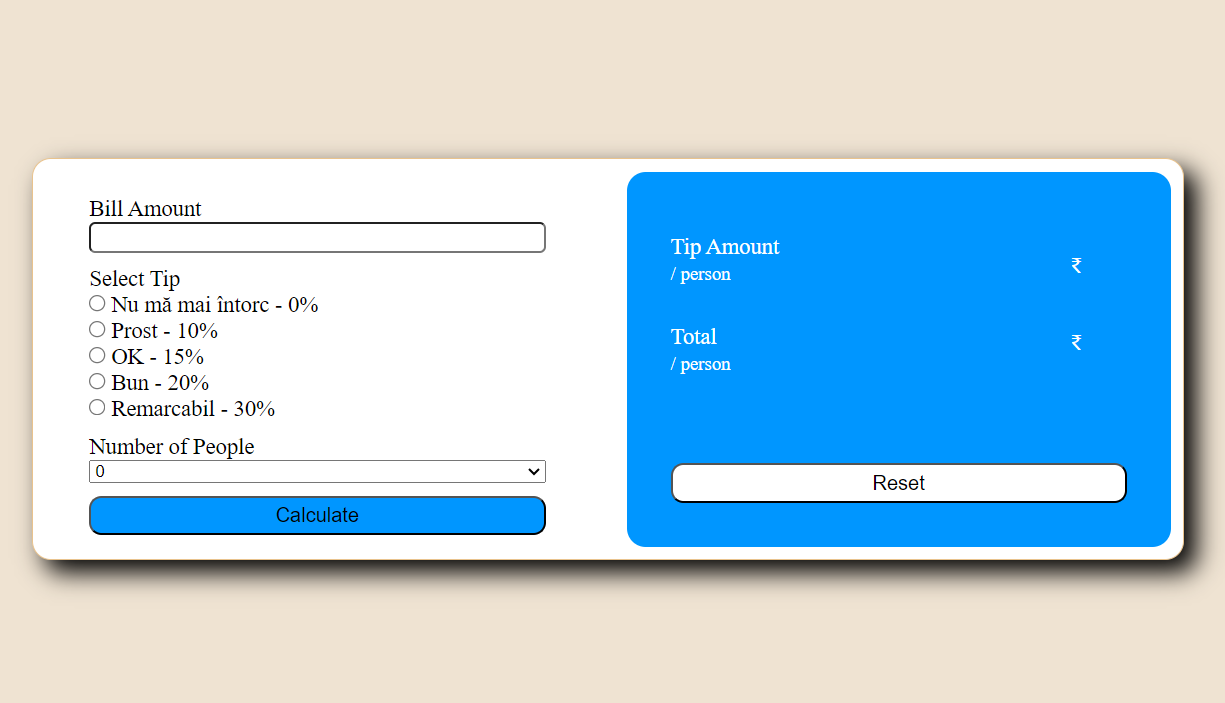 Bill Amount
Select Tip
Nu mă mai întorc - 0%
Prost - 10%
OK - 15%
Bun - 20%
Remarcabil - 30%
Number of People
0
Calculate
Tip Amount
/ person
₹
Total
/ person
₹
Reset